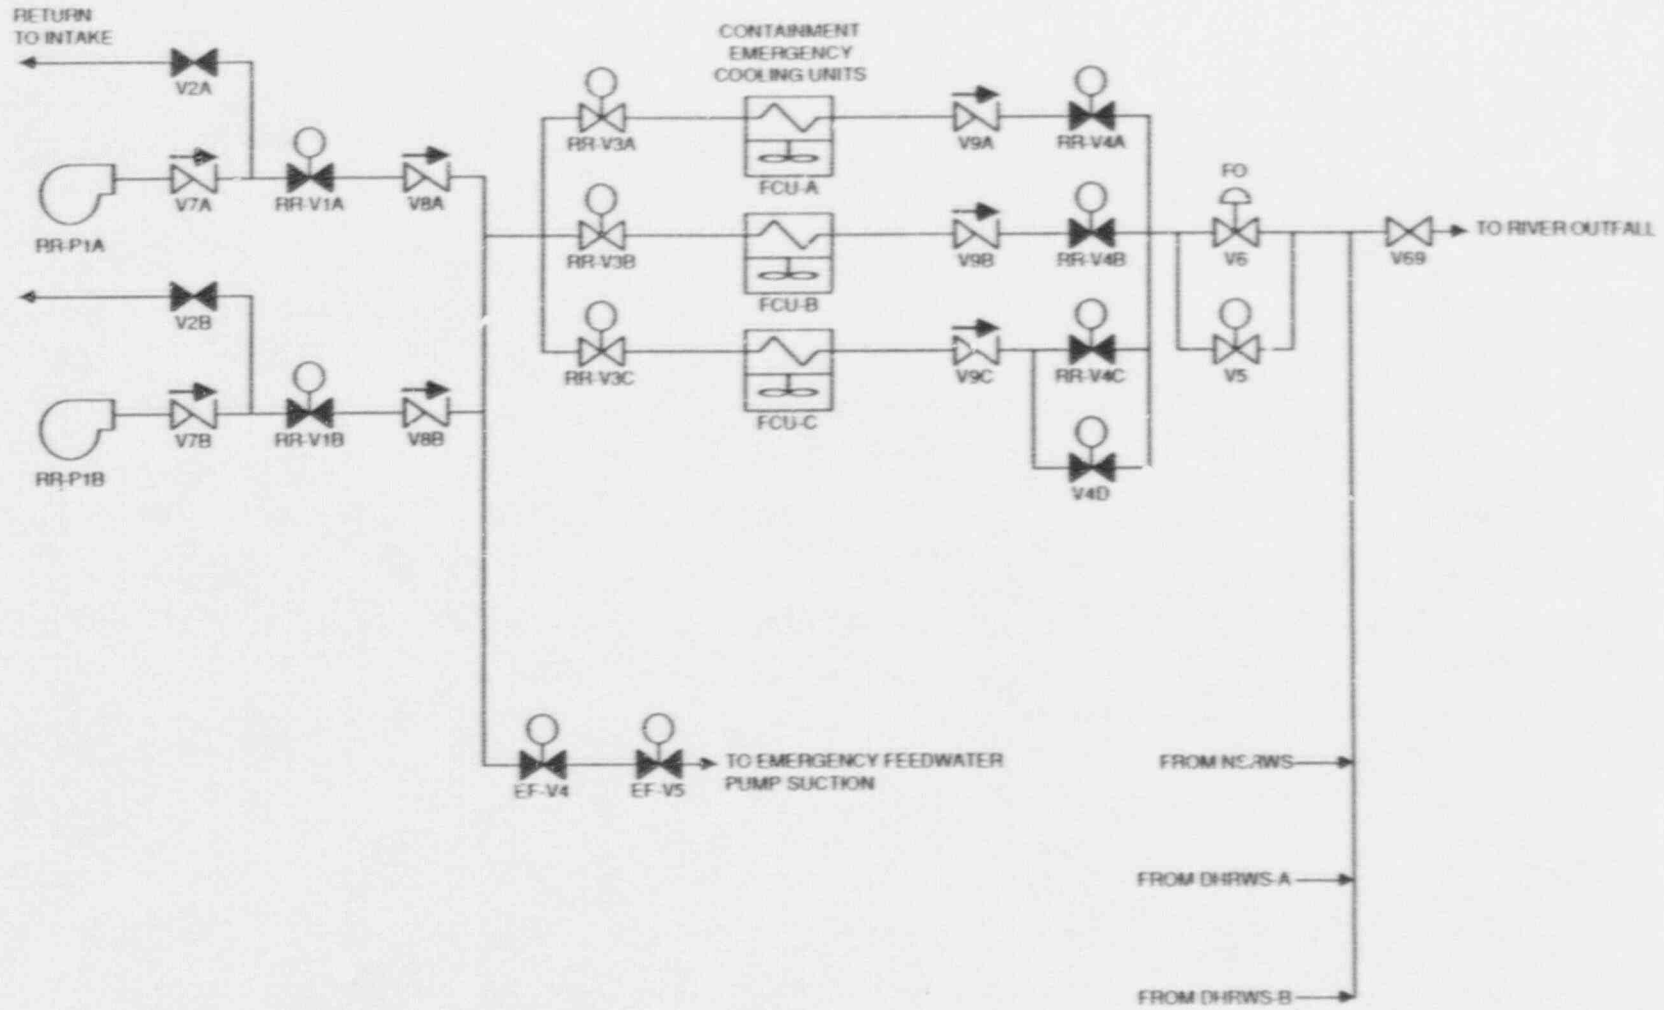 RETURN
TO INTAKE
V2A
V7A
RR-V1A
V8A
RR-P1A
V2B
V7B
RR-V1B
V8B
RR-P1B
CONTAINMENT
EMERGENCY
COOLING UNITS
RR-V3A
FCU-A
V9A
RR-V4A
RR-V3B
FCU-B
V9B
RR-V4B
RR-V3C
FCU-C
V9C
RR-V4C
V4D
FO
V6
V5
V69
TO RIVER OUTFALL
EF-V4
EF-V5
TO EMERGENCY FEEDWATER
PUMP SUCTION
FROM NSRWS
FROM DHRWS-A
FROM DHRWS-B